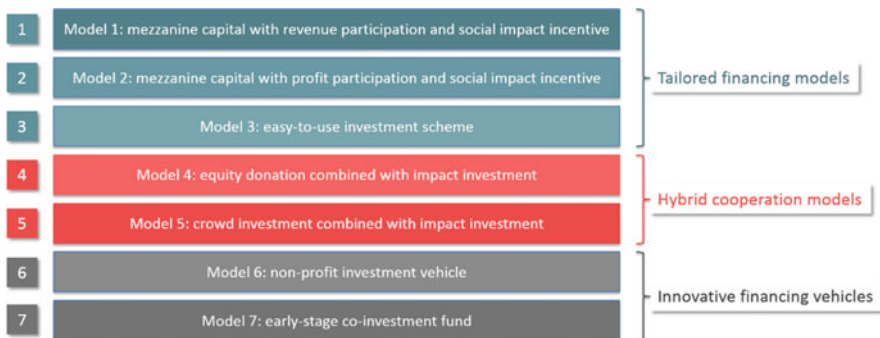 1 Model 1: mezzanine capital with revenue participation and social impact incentive
2 Model 2: mezzanine capital with profit participation and social impact incentive
Tailored financing models
3 Model 3: easy-to-use investment scheme
4 Model 4: equity donation combined with impact investment
Hybrid cooperation models
5 Model 5: crowd investment combined with impact investment
6 Model 6: non-profit investment vehicle
Innovative financing vehicles
7 Model 7: early-stage co-investment fund